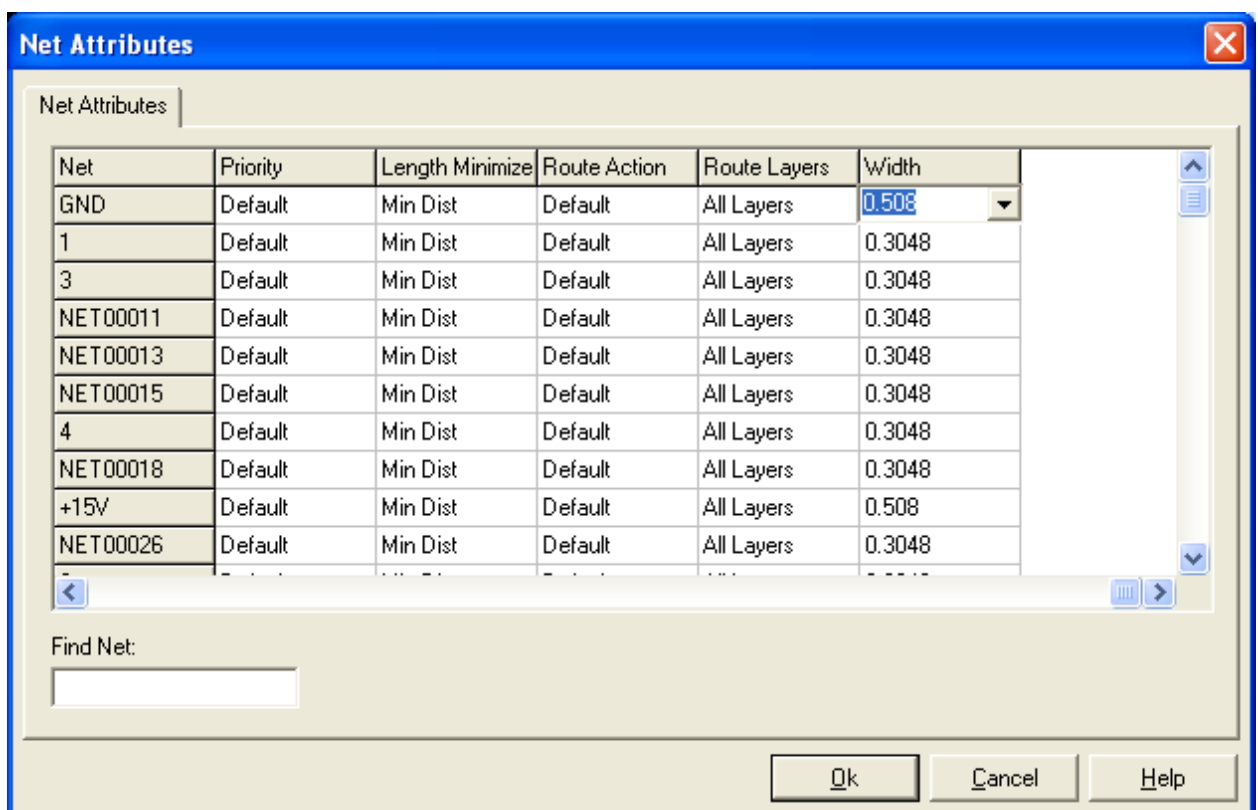 Net Attributes
Net Attributes
Net Priority Length Minimize Route Action Route Layers Width
GND Default Min Dist Default All Layers 0.508
1 Default Min Dist Default All Layers 0.3048
3 Default Min Dist Default All Layers 0.3048
NET00011 Default Min Dist Default All Layers 0.3048
NET00013 Default Min Dist Default All Layers 0.3048
NET00015 Default Min Dist Default All Layers 0.3048
4 Default Min Dist Default All Layers 0.3048
NET00018 Default Min Dist Default All Layers 0.3048
+15V Default Min Dist Default All Layers 0.508
NET00026 Default Min Dist Default All Layers 0.3048
Find Net:
Ok Cancel Help